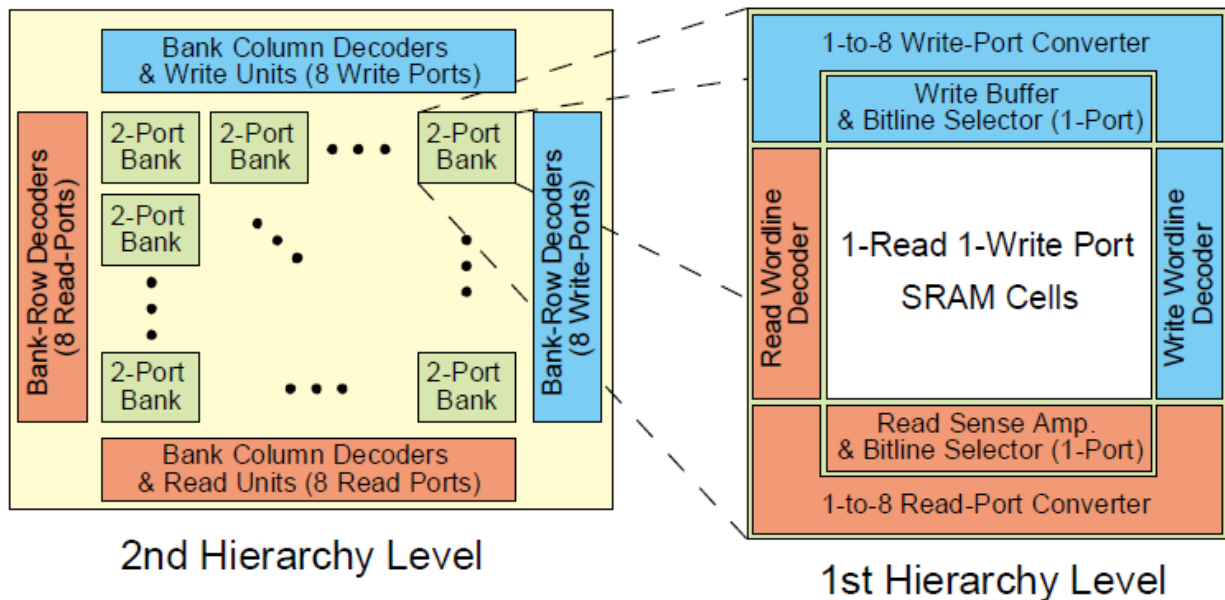 Bank Column Decoders
& Write Units (8 Write Ports)
Bank-Row Decoders
(8 Read-Ports)
2-Port
Bank
2-Port
Bank
2-Port
Bank
2-Port
Bank
2-Port
Bank
2-Port
Bank
Bank-Row Decoders
(8 Write-Ports)
Bank Column Decoders
& Read Units (8 Read Ports)
2nd Hierarchy Level
1-to-8 Write-Port Converter
Write Buffer
& Bitline Selector (1-Port)
Read Wordline
Decoder
1-Read 1-Write Port
SRAM Cells
Write Wordline
Decoder
Read Sense Amp.
& Bitline Selector (1-Port)
1-to-8 Read-Port Converter
1st Hierarchy Level